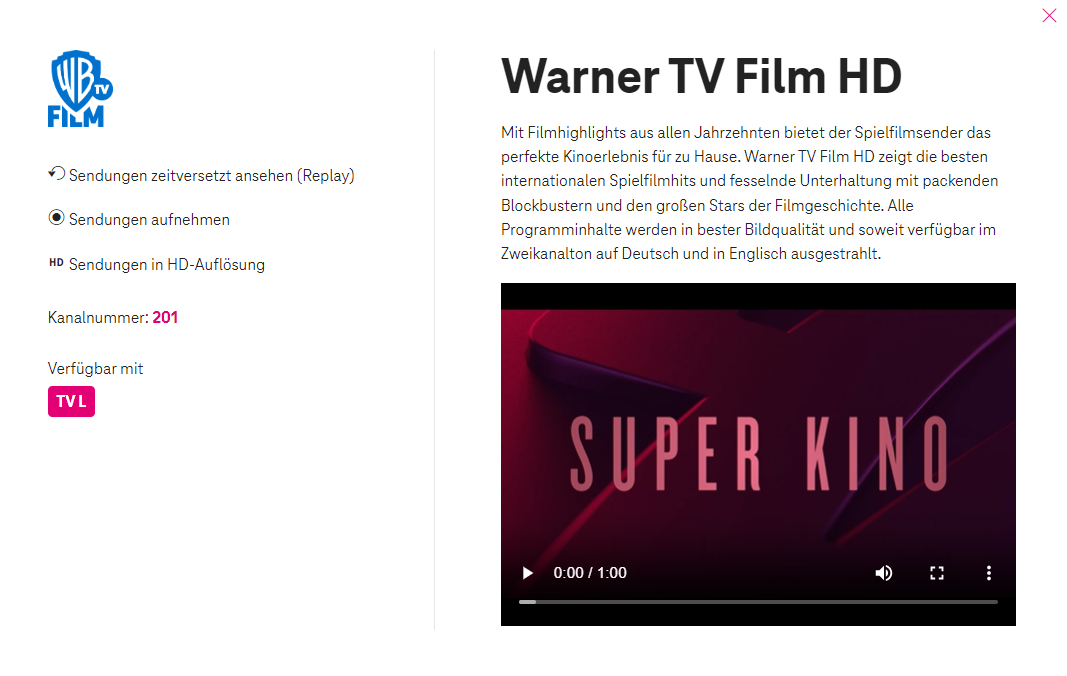 WB
TV
FILM
Sendungen zeitversetzt ansehen (Replay)
Sendungen aufnehmen
HD Sendungen in HD-Auflösung
Kanalnummer: 201
Verfügbar mit
TV L
Warner TV Film HD
Mit Filmhighlights aus allen Jahrzehnten bietet der Spielfilmsender das
perfekte Kinoerlebnis für zu Hause. Warner TV Film HD zeigt die besten
internationalen Spielfilmhits und fesselnde Unterhaltung mit packenden
Blockbustern und den großen Stars der Filmgeschichte. Alle
Programminhalte werden in bester Bildqualität und soweit verfügbar im
Zweikanalton auf Deutsch und in Englisch ausgestrahlt.
SUPER KINO
0:00 / 1:00